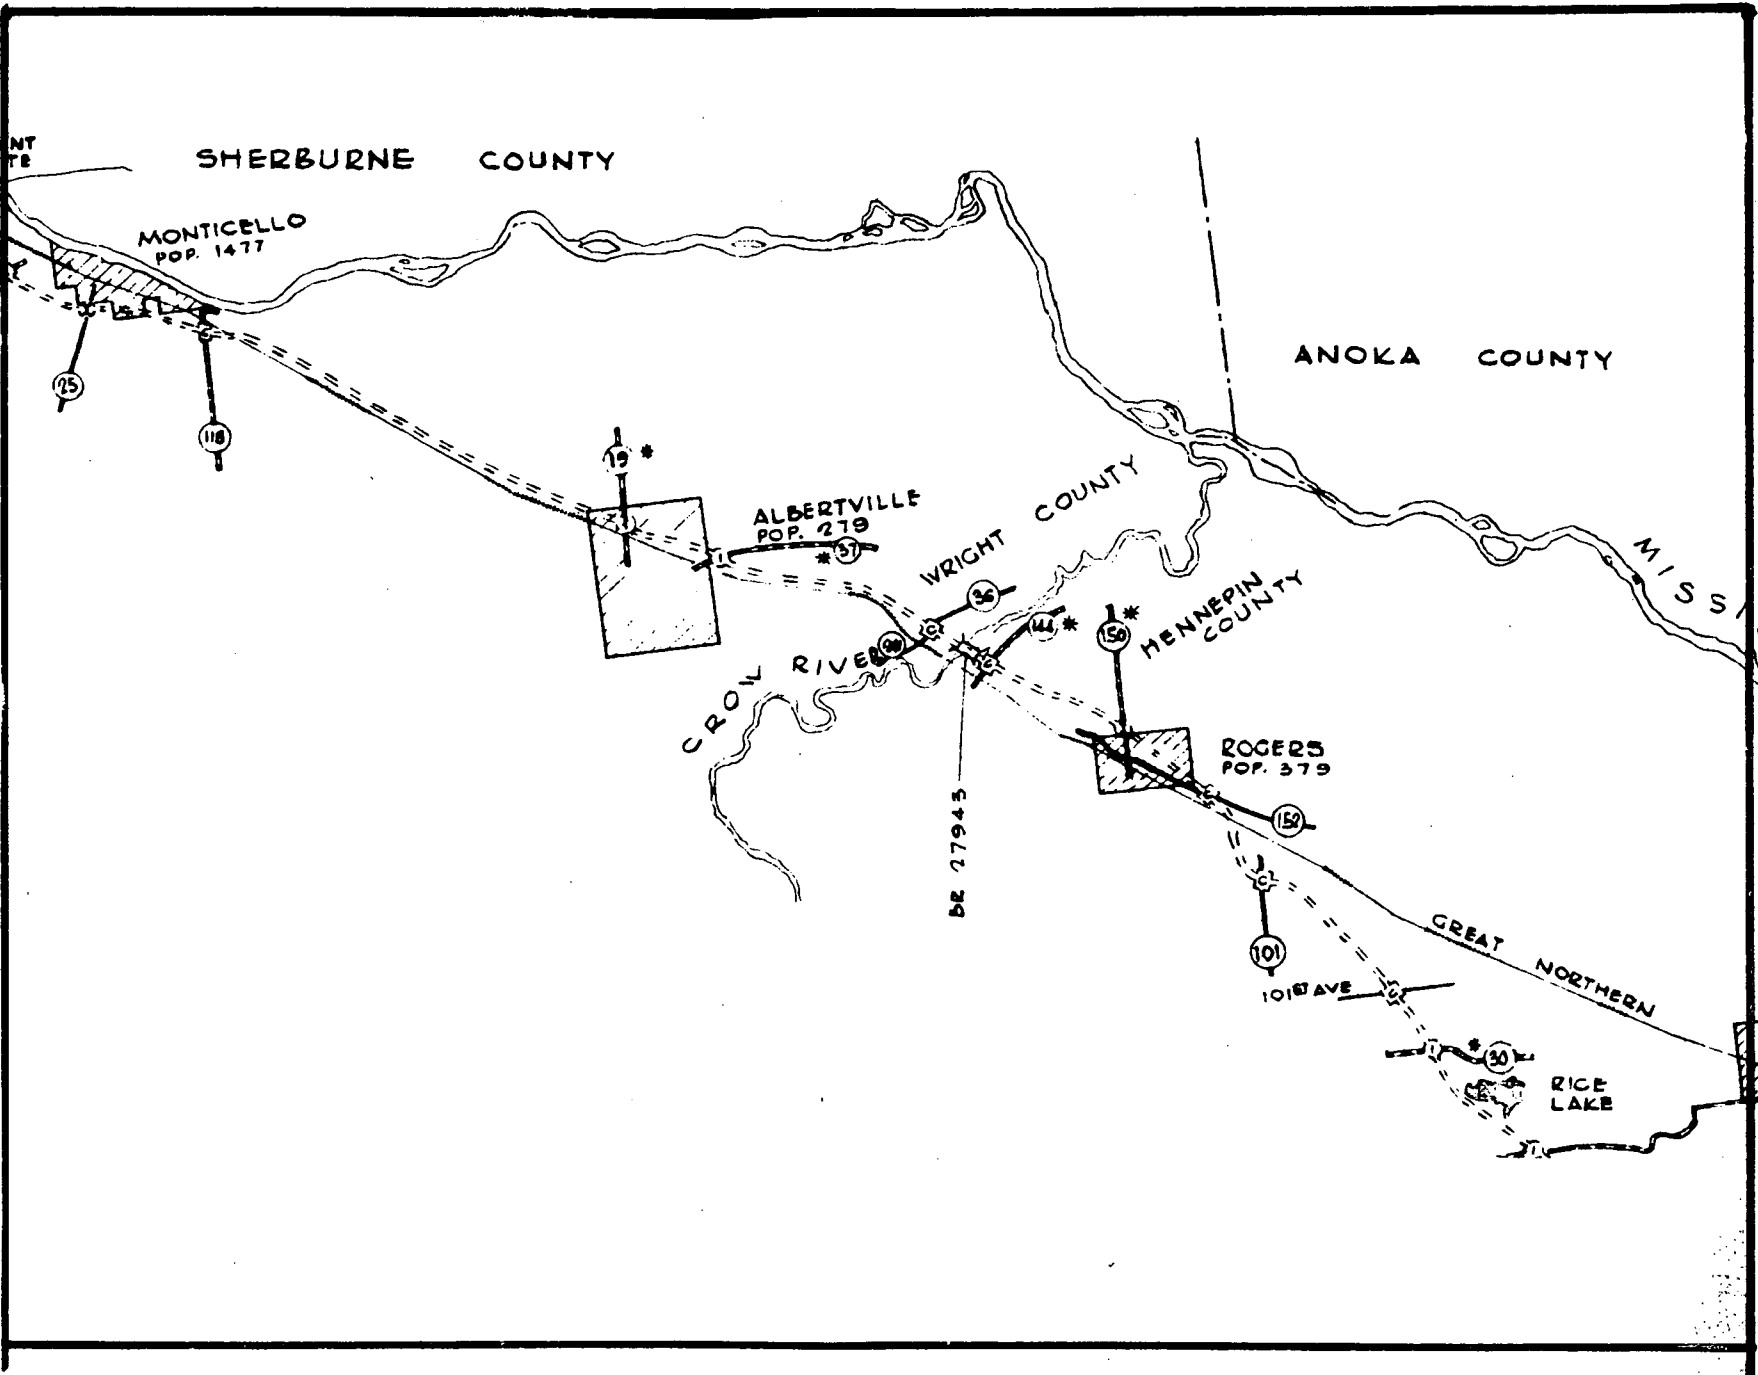 NT
TE
SHERBURNE COUNTY
MONTICELLO
POP. 1477
25
118
ANOKA COUNTY
19 *
ALBERTVILLE
POP. 279
* 37
WRIGHT COUNTY
36
144 *
150 *
HENNEPIN
COUNTY
CROW RIVER
MISSI
ROGERS
POP. 379
152
BR 27943
101
101ST AVE
GREAT NORTHERN
* 30
RICE
LAKE